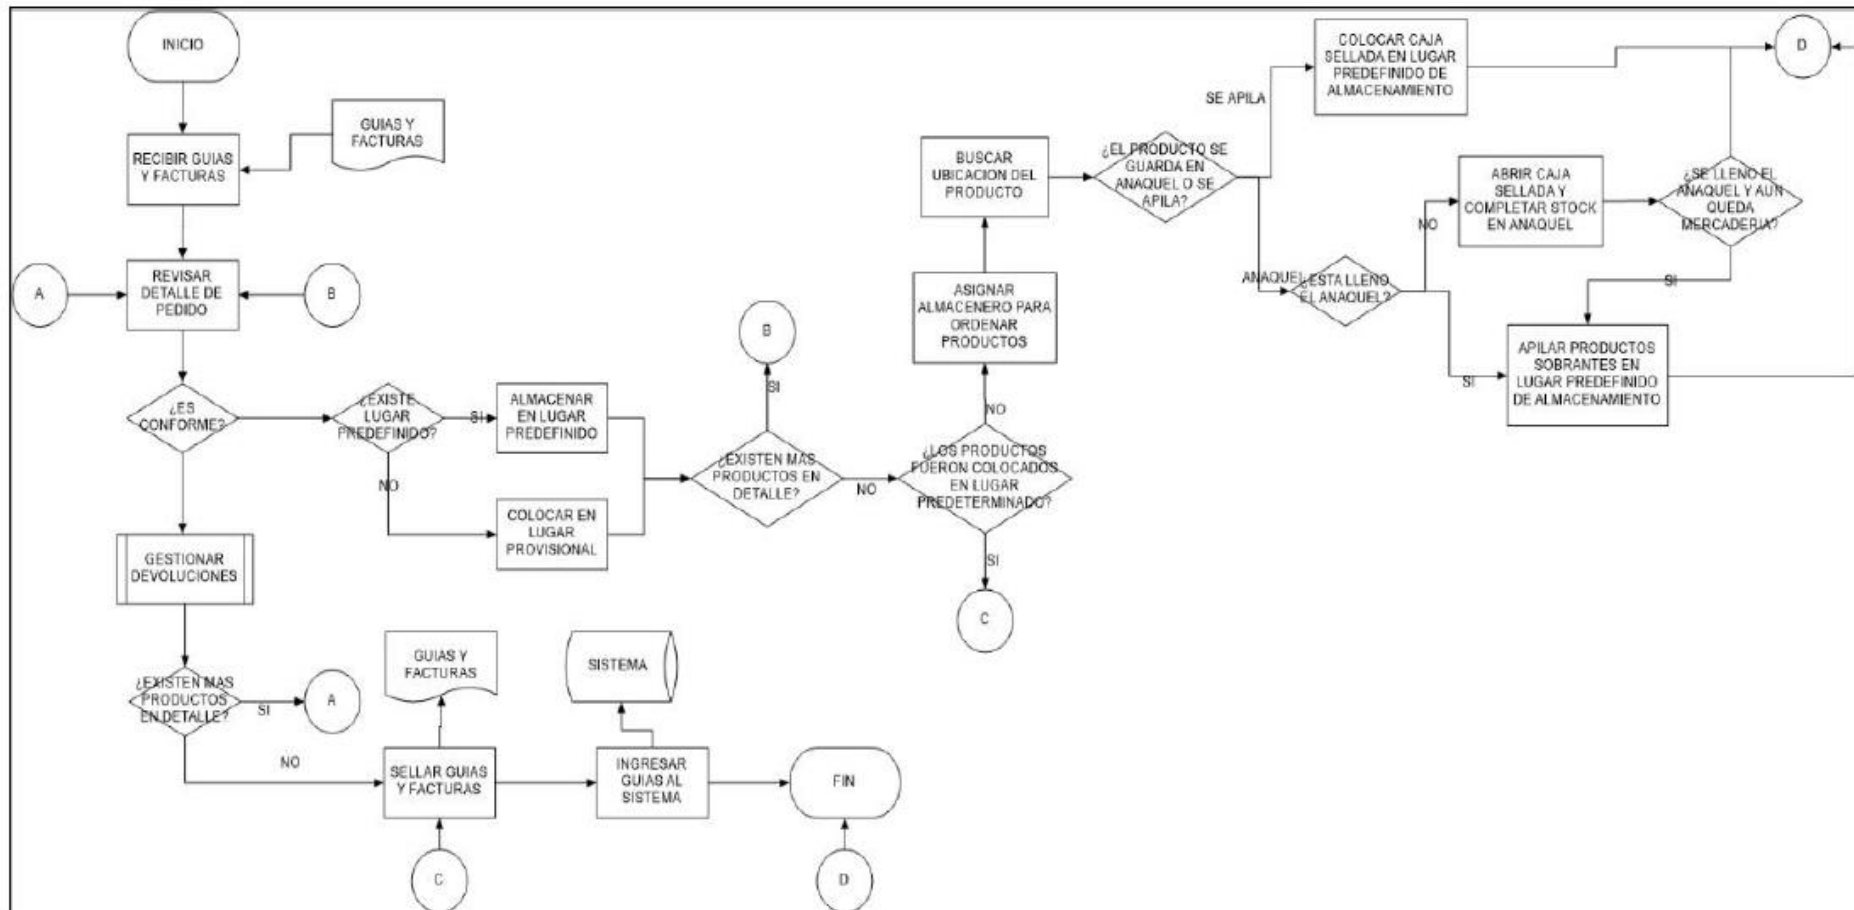 INICIO
GUIAS Y
FACTURAS
RECIBIR GUIAS
Y FACTURAS
A
REVISAR
DETALLE DE
PEDIDO
B
¿ES
CONFORME?
¿EXISTE
LUGAR
PREDEFINIDO?
SI
NO
ALMACENAR
EN LUGAR
PREDEFINIDO
COLOCAR EN
LUGAR
PROVISIONAL
B
SI
¿EXISTEN MAS
PRODUCTOS EN
DETALLE?
NO
¿LOS PRODUCTOS
FUERON COLOCADOS
EN LUGAR
PREDETERMINADO?
NO
SI
C
ASIGNAR
ALMACENERO PARA
ORDENAR
PRODUCTOS
BUSCAR
UBICACION DEL
PRODUCTO
¿EL PRODUCTO SE
GUARDA EN
ANAQUEL O SE
APILA?
SE APILA
COLOCAR CAJA
SELLADA EN LUGAR
PREDEFINIDO DE
ALMACENAMIENTO
D
ANAQUEL
¿ESTA LLENO
EL ANAQUEL?
NO
SI
ABRIR CAJA
SELLADA Y
COMPLETAR STOCK
EN ANAQUEL
¿SE LLENO EL
ANAQUEL Y AUN
QUEDA
MERCADERIA?
SI
APILAR PRODUCTOS
SOBRANTES EN
LUGAR PREDEFINIDO
DE ALMACENAMIENTO
GESTIONAR
DEVOLUCIONES
¿EXISTEN MAS
PRODUCTOS
EN DETALLE?
SI
A
NO
GUIAS Y
FACTURAS
SISTEMA
SELLAR GUIAS
Y FACTURAS
INGRESAR
GUIAS AL
SISTEMA
FIN
C
D